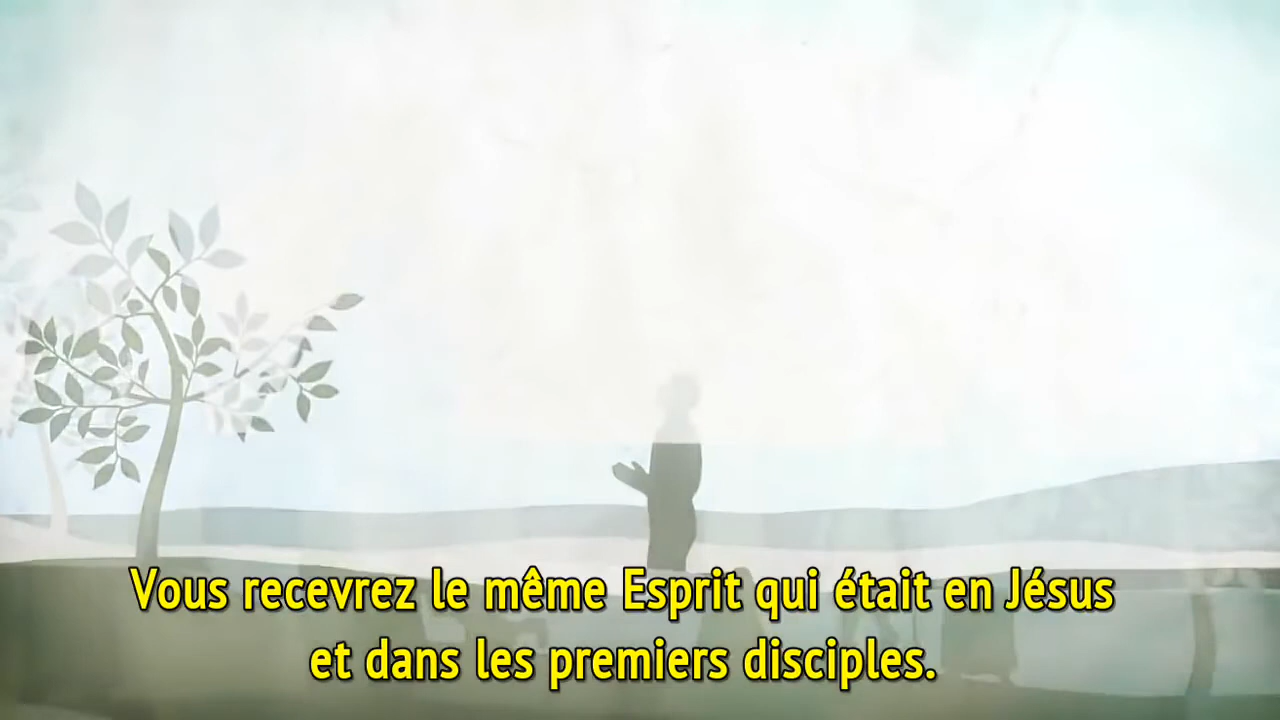 Vous recevrez le même Esprit qui était en Jésus
et dans les premiers disciples.